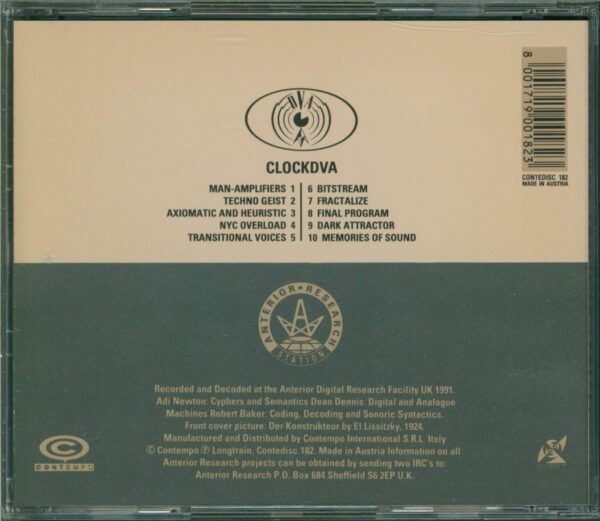 DVA
CLOCKDVA
MAN-AMPLIFIERS 1
TECHNO GEIST 2
AXIOMATIC AND HEURISTIC 3
NYC OVERLOAD 4
TRANSITIONAL VOICES 5
6 BITSTREAM
7 FRACTALIZE
8 FINAL PROGRAM
9 DARK ATTRACTOR
10 MEMORIES OF SOUND
8 001719 001823
CONTEDISC 182
MADE IN AUSTRIA
ANTERIOR • RESEARCH
STATION
Recorded and Decoded at the Anterior Digital Research Facility UK 1991.
Adi Newton: Cyphers and Semantics Dean Dennis: Digital and Analogue
Machines Robert Baker: Coding, Decoding and Sonoric Syntactics.
Front cover picture: Der Konstrukteur by El Lissitzky, 1924.
Manufactured and Distributed by Contempo International S.R.L. Italy
© Contempo ℗ Longtrain. Contedisc 182. Made in Austria Information on all
Anterior Research projects can be obtained by sending two IRC's to:
Anterior Research P.O. Box 684 Sheffield S6 2EP U.K.
CONTEMPO